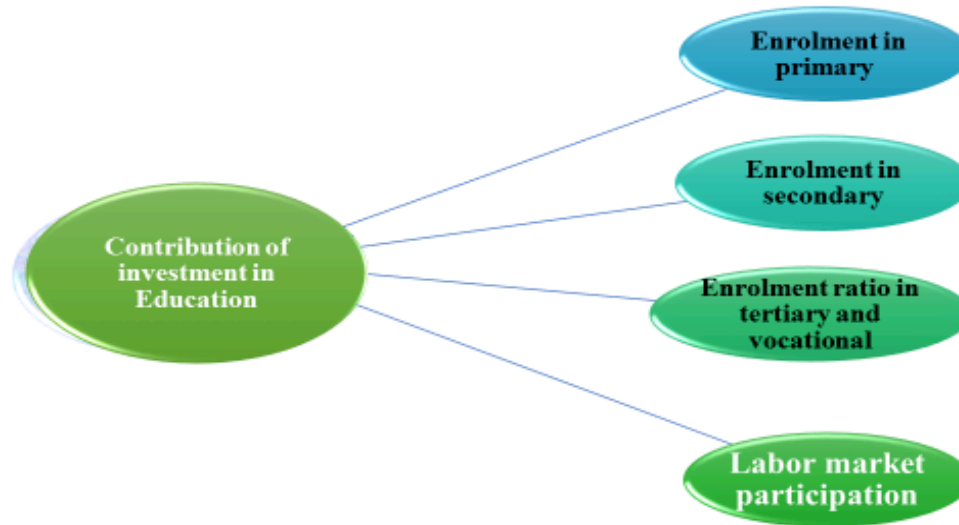 Enrolment in
primary
Enrolment in
secondary
Contribution of
investment in
Education
Enrolment ratio in
tertiary and
vocational
Labor market
participation